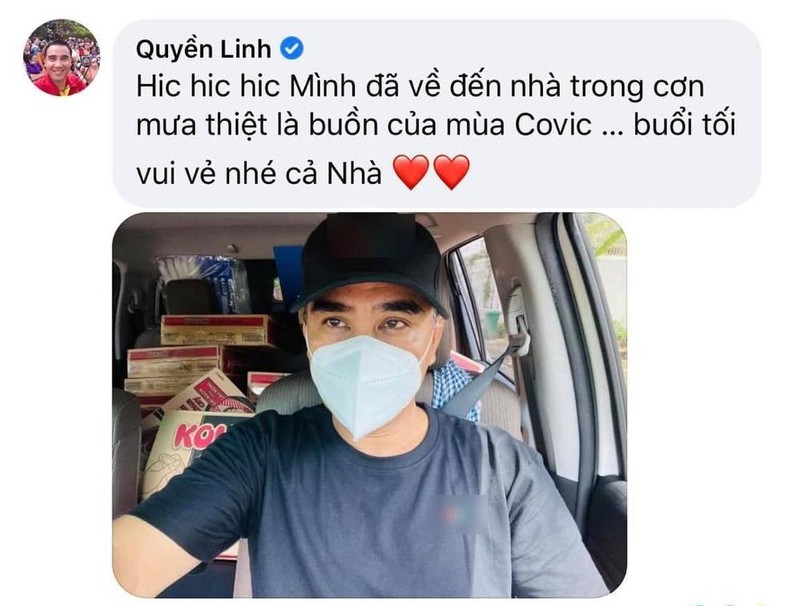 Quyền Linh
Hic hic hic Mình đã về đến nhà trong cơn
mưa thiệt là buồn của mùa Covic ... buổi tối
vui vẻ nhé cả Nhà ❤️❤️